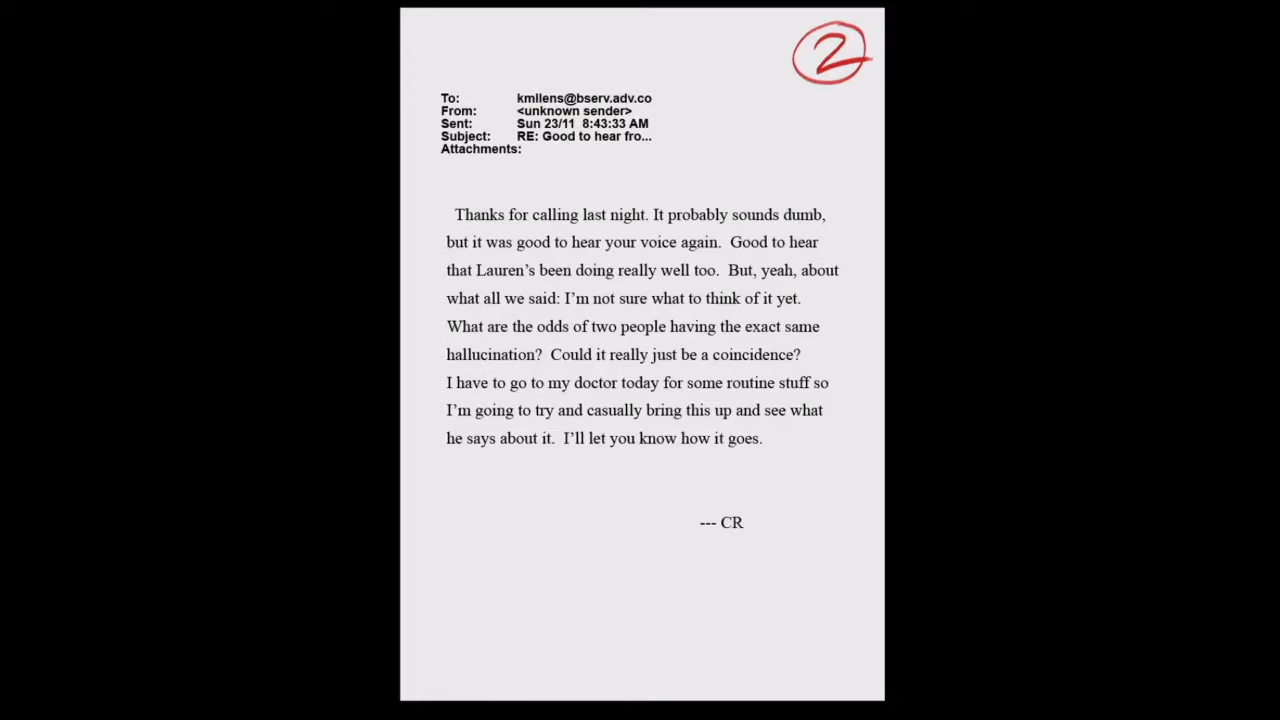 2
To: kmllens@bserv.adv.co
From: <unknown sender>
Sent: Sun 23/11 8:43:33 AM
Subject: RE: Good to hear fro...
Attachments:
Thanks for calling last night. It probably sounds dumb,
but it was good to hear your voice again. Good to hear
that Lauren’s been doing really well too. But, yeah, about
what all we said: I’m not sure what to think of it yet.
What are the odds of two people having the exact same
hallucination? Could it really just be a coincidence?
I have to go to my doctor today for some routine stuff so
I’m going to try and casually bring this up and see what
he says about it. I’ll let you know how it goes.
--- CR